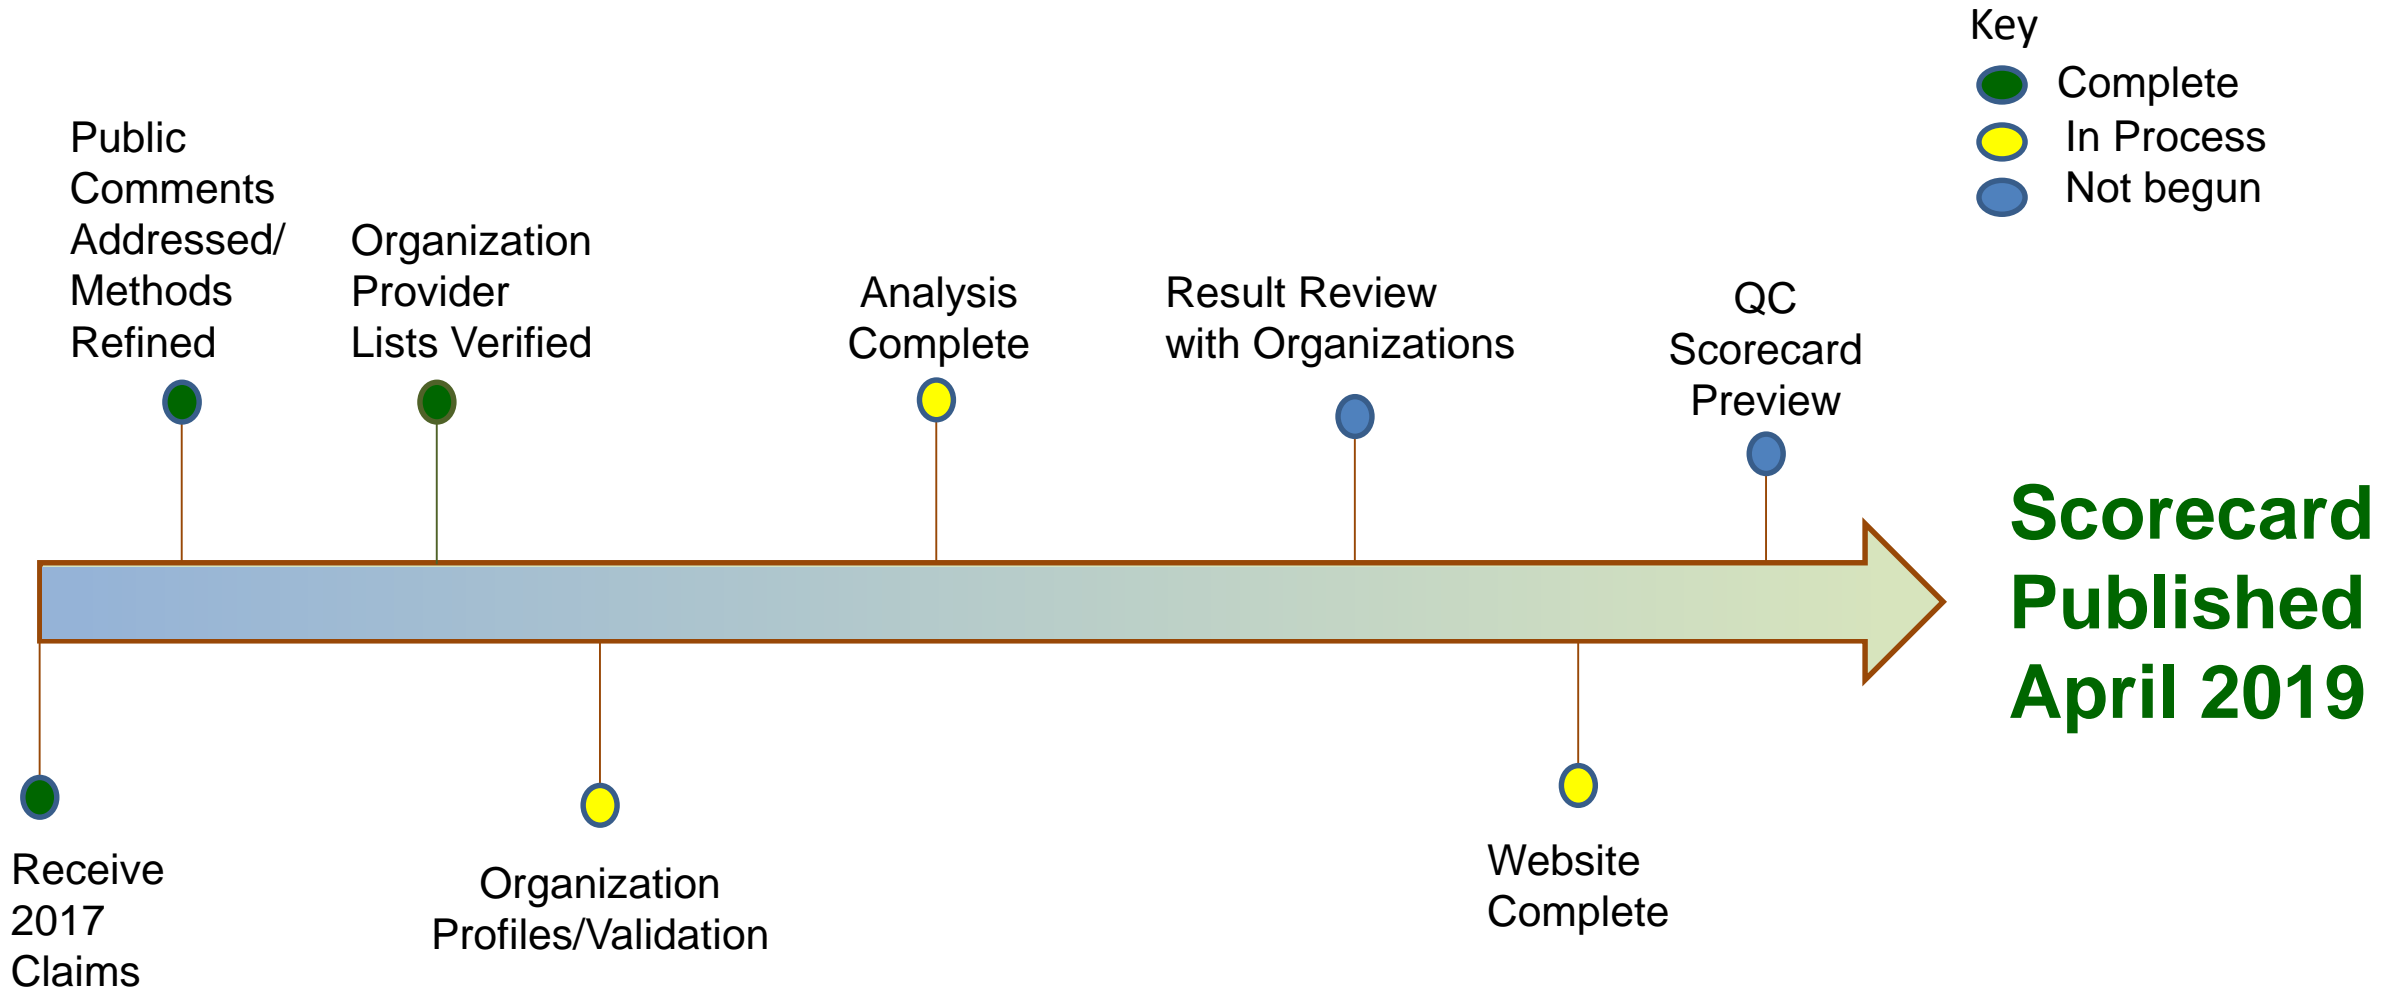 Key
Complete
In Process
Not begun
Public
Comments
Addressed/
Methods
Refined
Organization
Provider
Lists Verified
Analysis
Complete
Result Review
with Organizations
QC
Scorecard
Preview
Scorecard
Published
April 2019
Receive
2017
Claims
Organization
Profiles/Validation
Website
Complete